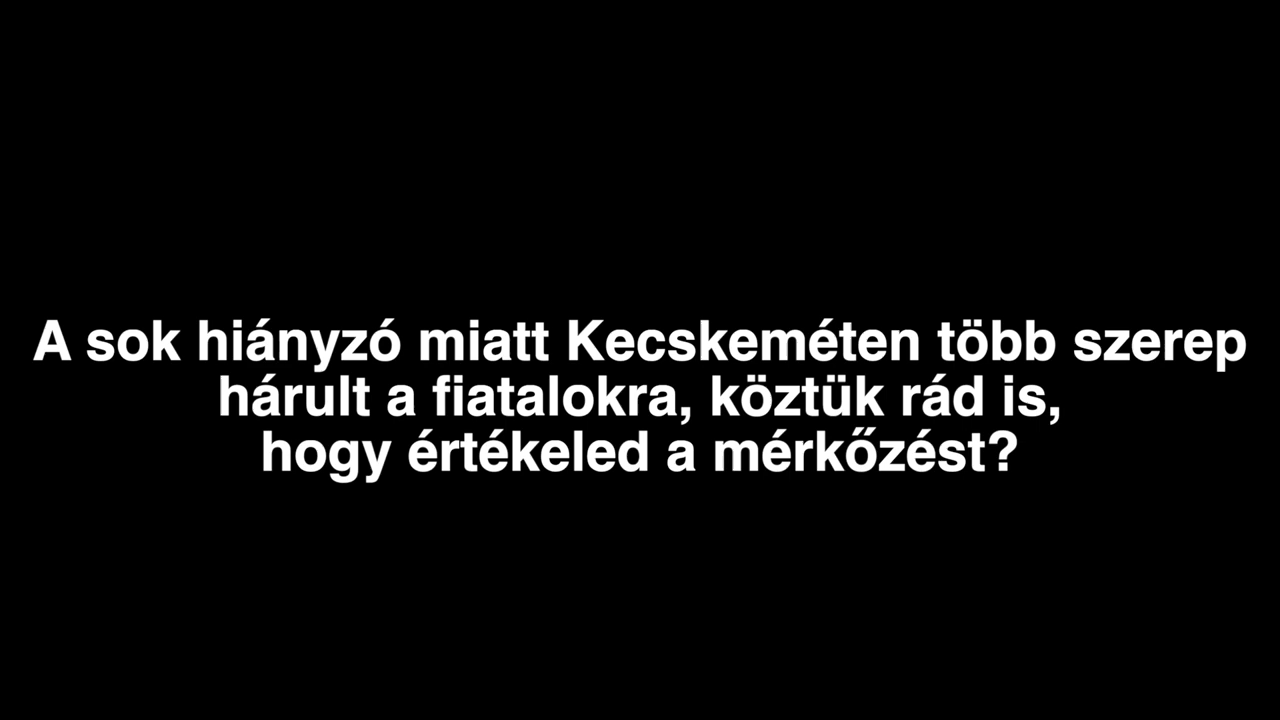 A sok hiányzó miatt Kecskeméten több szerep
hárult a fiatalokra, köztük rád is,
hogy értékeled a mérkőzést?